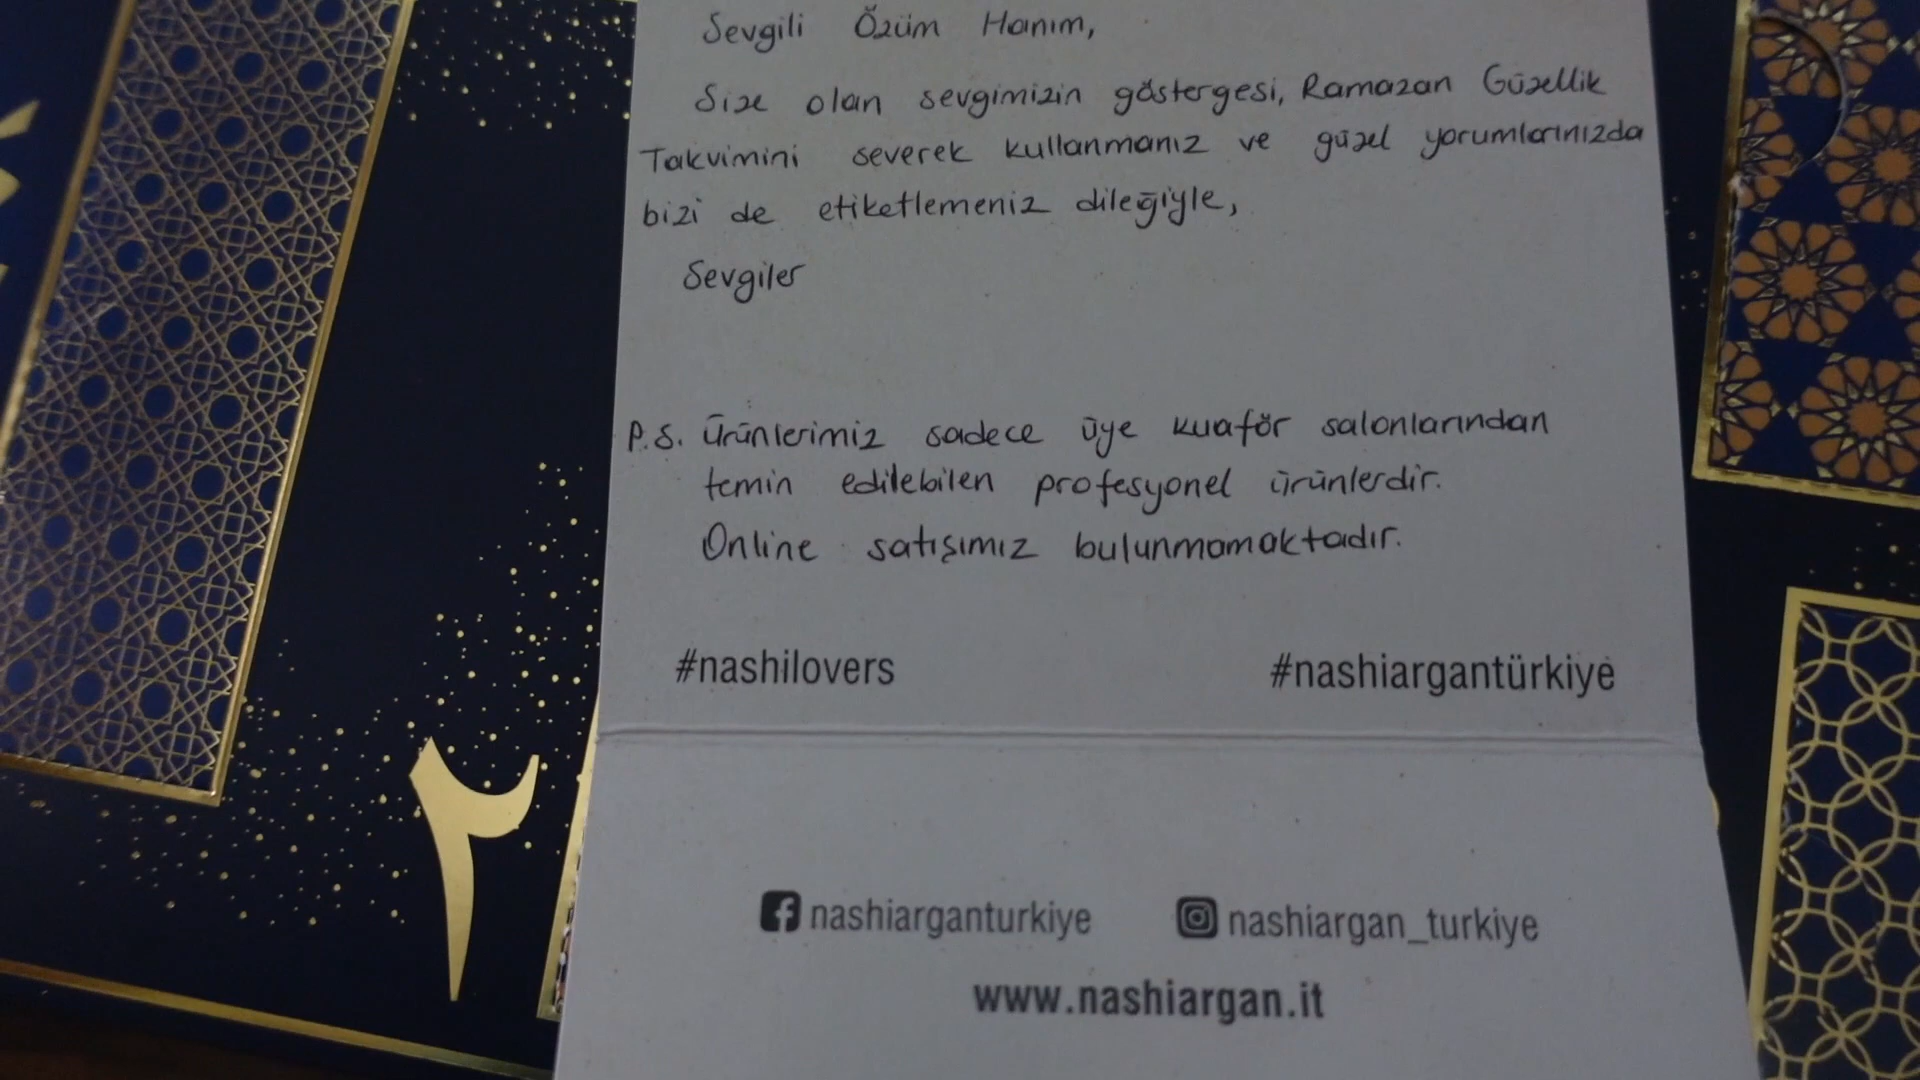 Sevgili Özüm Hanım,
Size olan sevgimizin göstergesi, Ramazan Güzellik
Takvimini severek kullanmanız ve güzel yorumlarınızda
bizi de etiketlemeniz dileğiyle,
Sevgiler
P.S. Ürünlerimiz sadece üye kuaför salonlarından
temin edilebilen profesyonel ürünlerdir.
Online satışımız bulunmamaktadır.
#nashilovers #nashiargantürkiye
nashiarganturkiye nashiargan_turkiye
www.nashiargan.it
٢